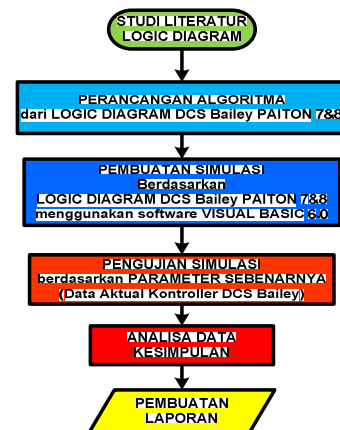 STUDI LITERATUR
LOGIC DIAGRAM
PERANCANGAN ALGORITMA
dari LOGIC DIAGRAM DCS Bailey PAITON 7&8
PEMBUATAN SIMULASI
Berdasarkan
LOGIC DIAGRAM DCS Bailey PAITON 7&8
menggunakan software VISUAL BASIC 6.0
PENGUJIAN SIMULASI
berdasarkan PARAMETER SEBENARNYA
(Data Aktual Kontroller DCS Bailey)
ANALISA DATA
KESIMPULAN
PEMBUATAN
LAPORAN